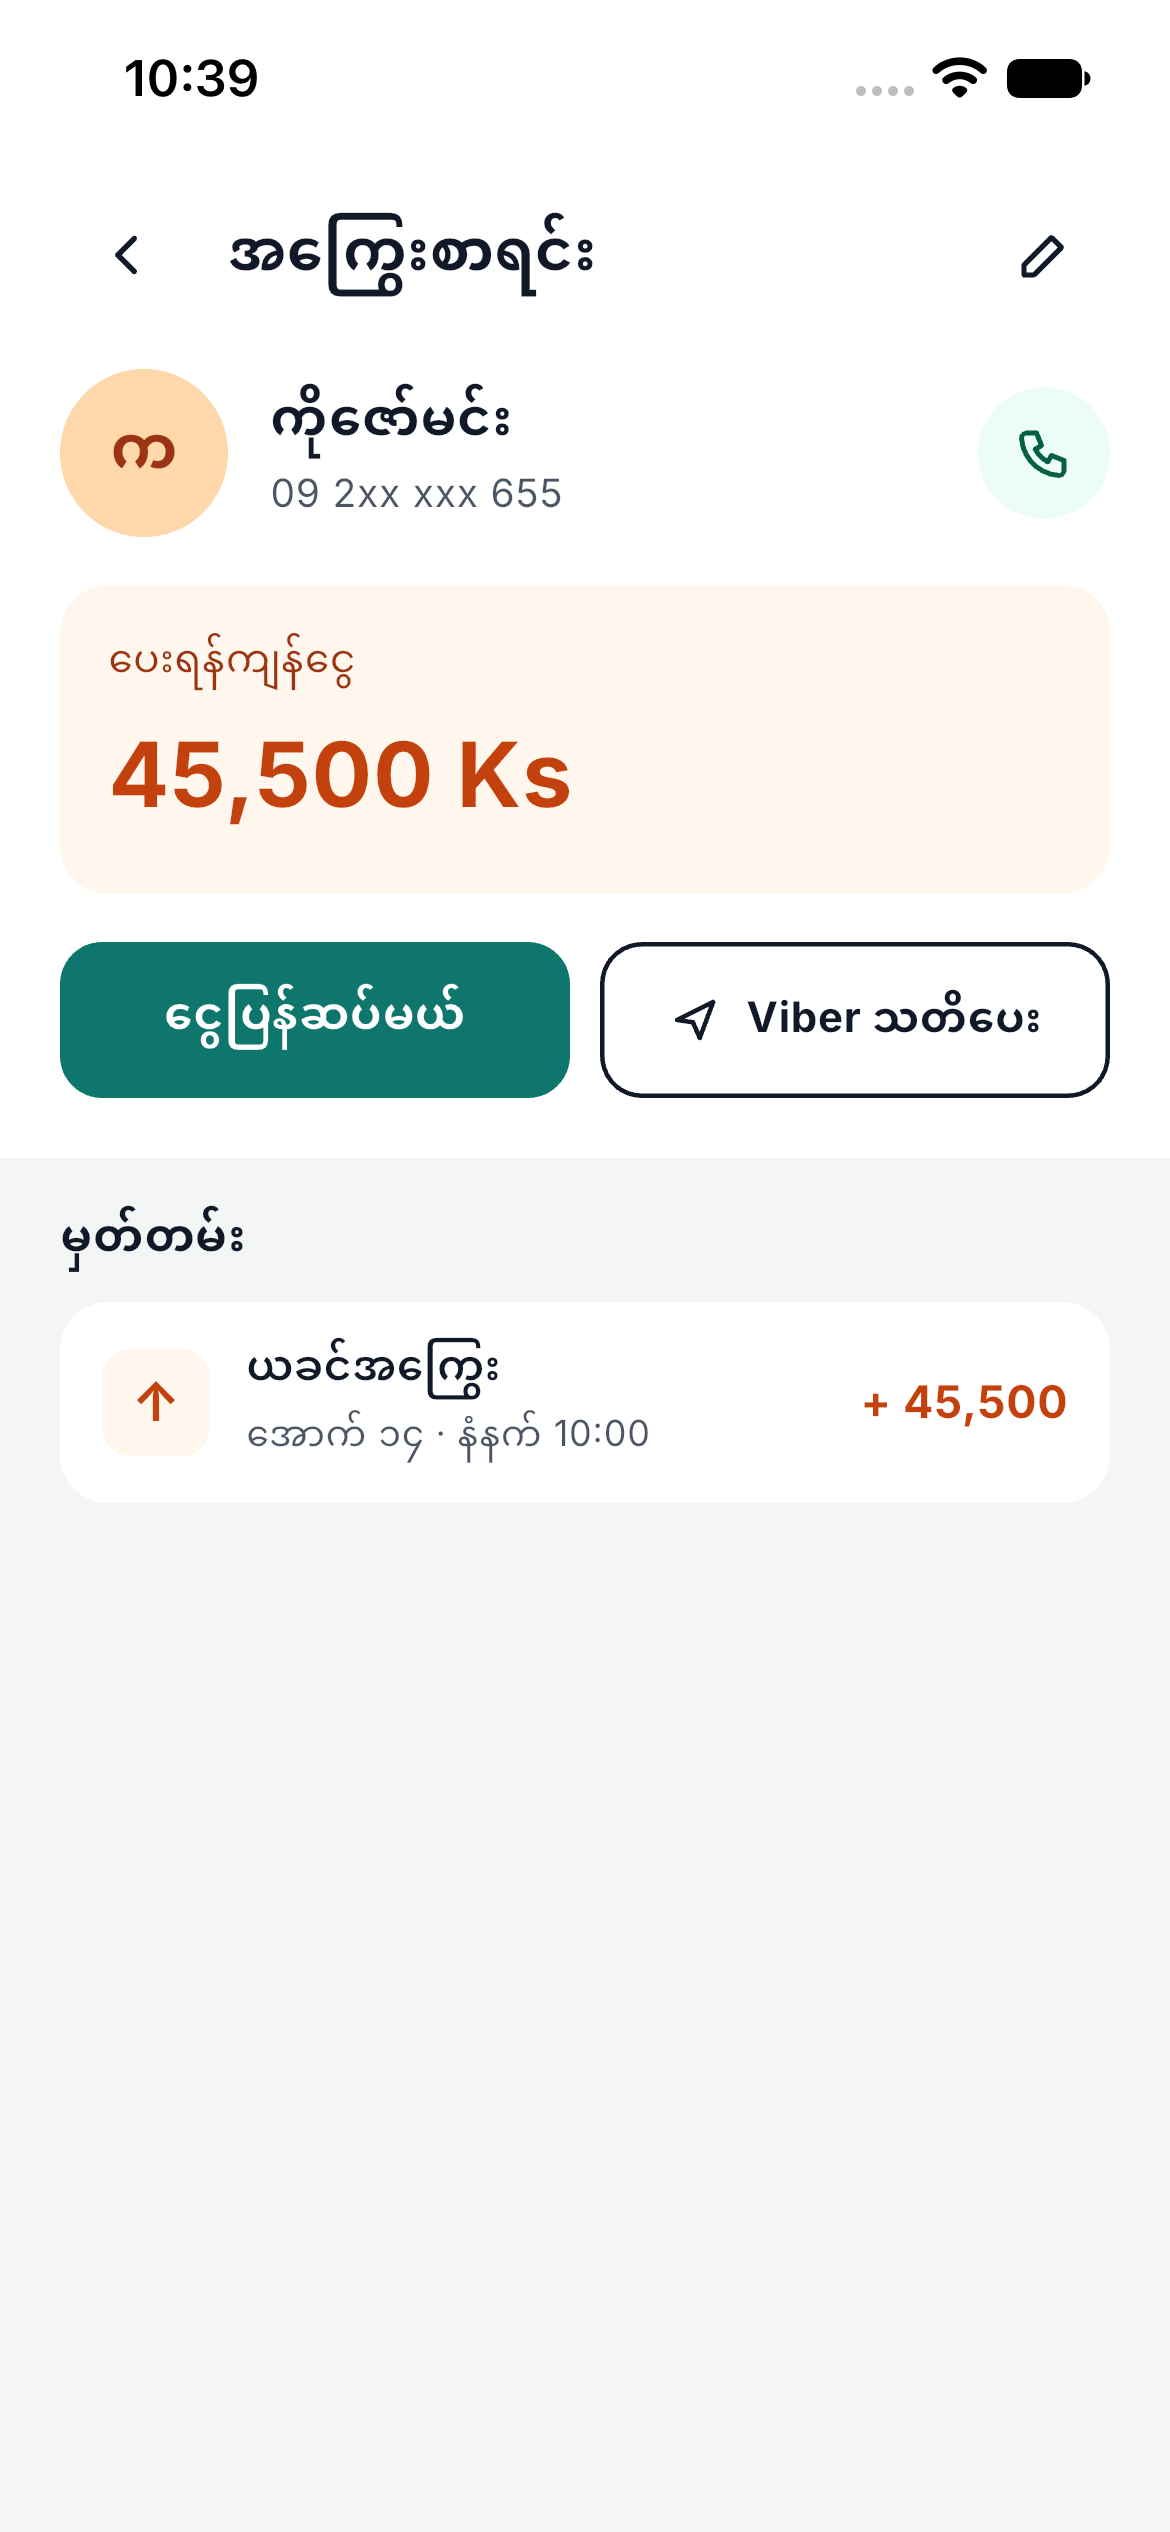 10:39
အကြွေးစာရင်း
က
ကိုဇော်မင်း
09 2xx xxx 655
ပေးရန်ကျန်ငွေ
45,500 Ks
ငွေပြန်ဆပ်မယ်
Viber သတိပေး
မှတ်တမ်း
ယခင်အကြွေး
အောက် ၁၄ · နံနက် 10:00
+ 45,500